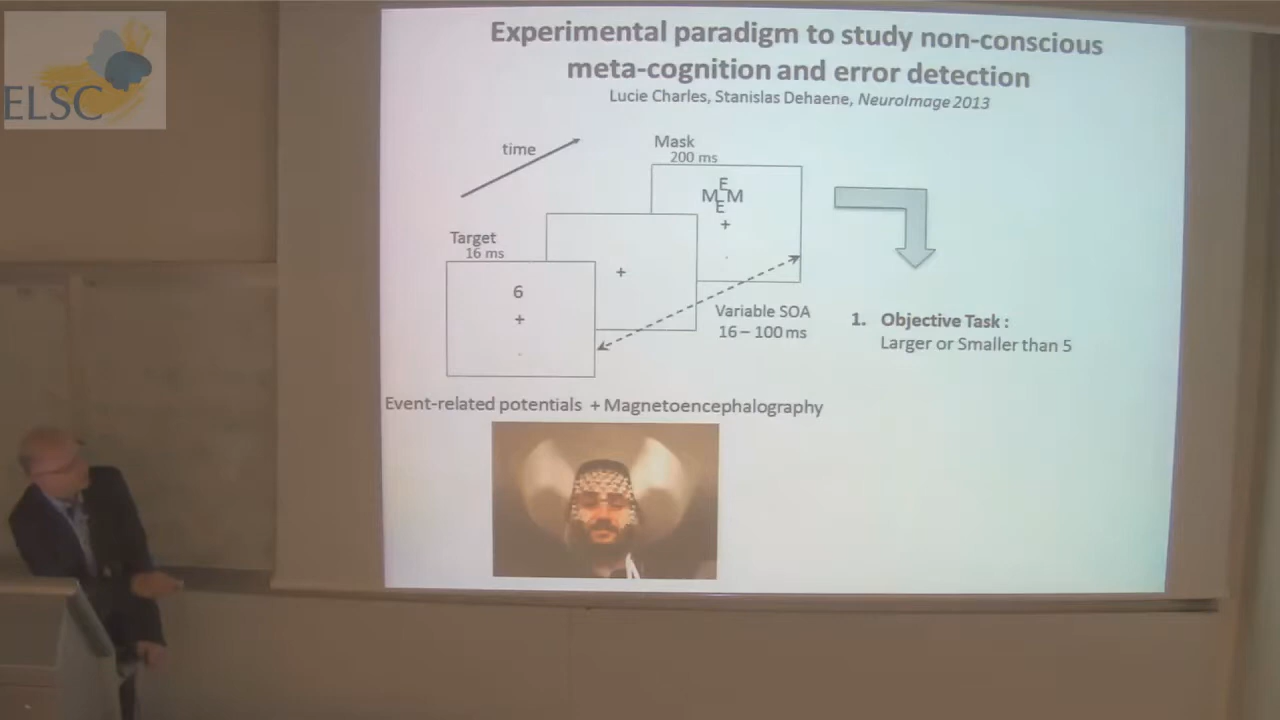 ELSC
Experimental paradigm to study non-conscious
meta-cognition and error detection
Lucie Charles, Stanislas Dehaene, NeuroImage 2013
time
Mask
200 ms
E
M M
E
+
Target
16 ms
6
+
+
Variable SOA
16 – 100 ms
1. Objective Task :
Larger or Smaller than 5
Event-related potentials + Magnetoencephalography